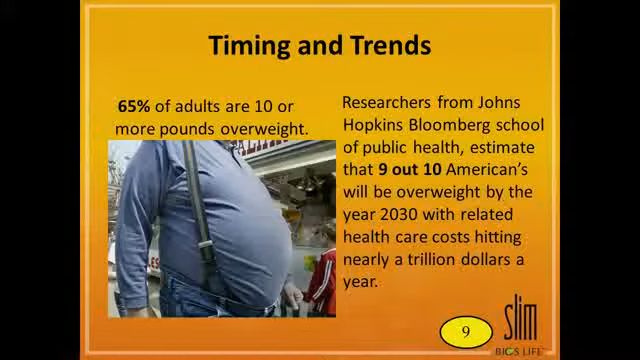 Timing and Trends
65% of adults are 10 or
more pounds overweight.
Researchers from Johns
Hopkins Bloomberg school
of public health, estimate
that 9 out 10 American’s
will be overweight by the
year 2030 with related
health care costs hitting
nearly a trillion dollars a
year.
9
slim
BIOS LIFE